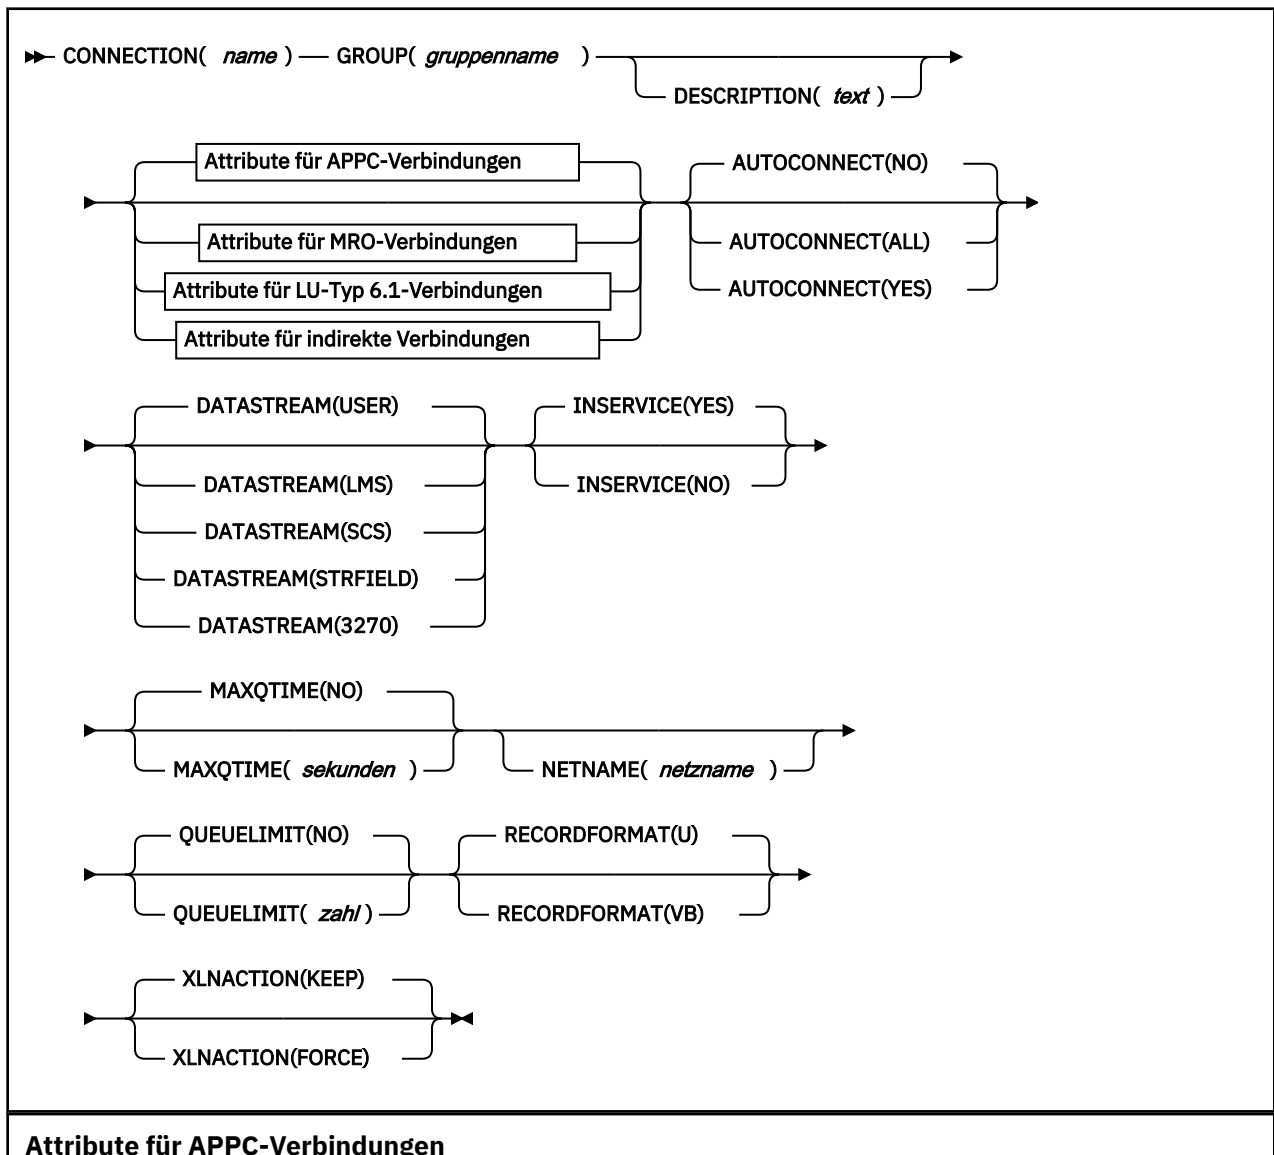 CONNECTION( name ) GROUP( gruppenname )
DESCRIPTION( text )
Attribute für APPC-Verbindungen
Attribute für MRO-Verbindungen
Attribute für LU-Typ 6.1-Verbindungen
Attribute für indirekte Verbindungen
AUTOCONNECT(NO)
AUTOCONNECT(ALL)
AUTOCONNECT(YES)
DATASTREAM(USER)
DATASTREAM(LMS)
DATASTREAM(SCS)
DATASTREAM(STRFIELD)
DATASTREAM(3270)
INSERVICE(YES)
INSERVICE(NO)
MAXQTIME(NO)
MAXQTIME( sekunden )
NETNAME( netzname )
QUEUELIMIT(NO)
QUEUELIMIT( zahl )
RECORDFORMAT(U)
RECORDFORMAT(VB)
XLNACTION(KEEP)
XLNACTION(FORCE)
Attribute für APPC-Verbindungen